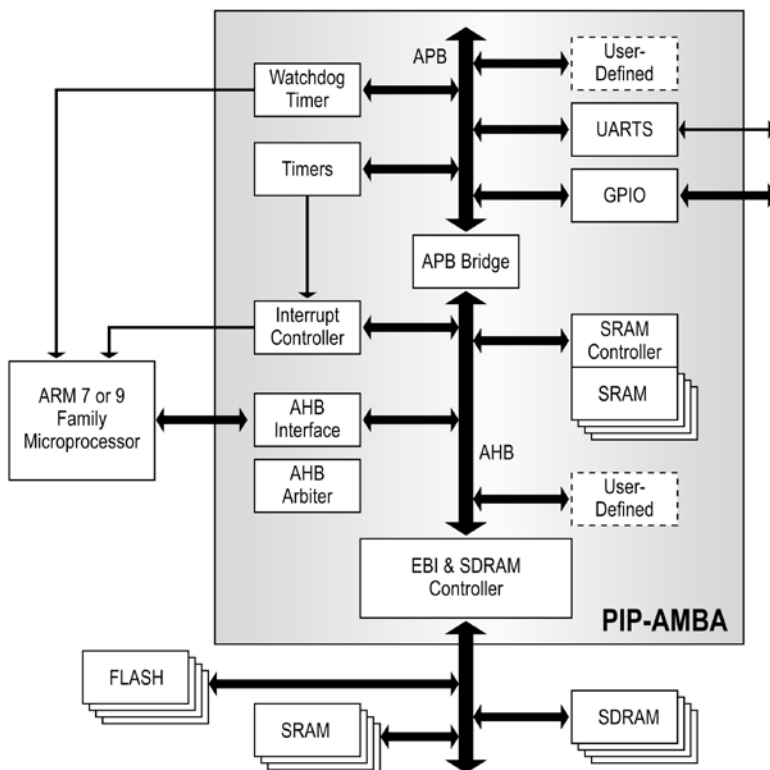 APB
User-
Defined
Watchdog
Timer
UARTS
Timers
GPIO
APB Bridge
Interrupt
Controller
SRAM
Controller
ARM 7 or 9
Family
Microprocessor
AHB
Interface
SRAM
AHB
Arbiter
AHB
User-
Defined
EBI & SDRAM
Controller
PIP-AMBA
FLASH
SRAM
SDRAM